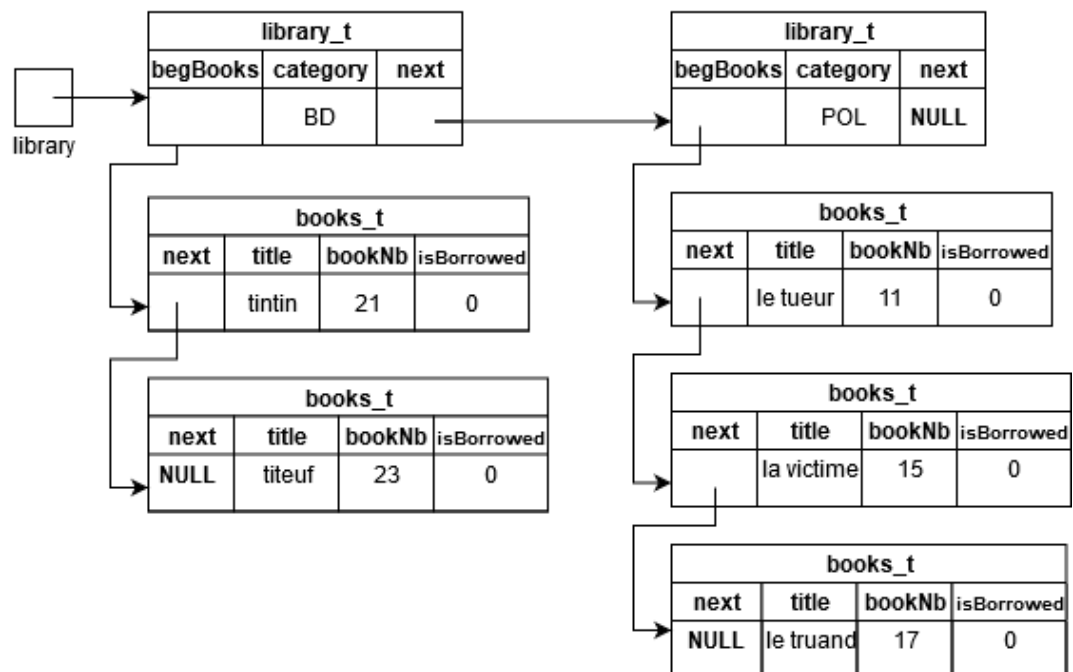 library_t
begBooks category next
BD
library
books_t
next title bookNb isBorrowed
tintin 21 0
books_t
next title bookNb isBorrowed
NULL titeuf 23 0
library_t
begBooks category next
POL NULL
books_t
next title bookNb isBorrowed
le tueur 11 0
books_t
next title bookNb isBorrowed
la victime 15 0
books_t
next title bookNb isBorrowed
NULL le truand 17 0